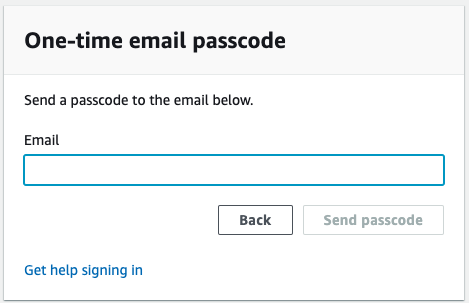 One-time email passcode
Send a passcode to the email below.
Email
Back Send passcode
Get help signing in